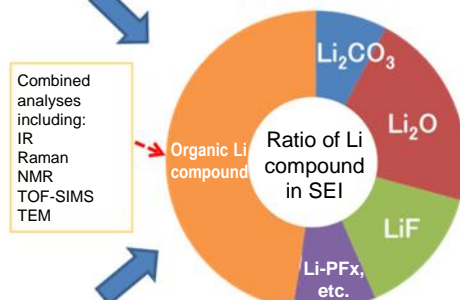 Combined
analyses
including:
IR
Raman
NMR
TOF-SIMS
TEM
Organic Li
compound
Ratio of Li
compound
in SEI
Li₂CO₃
Li₂O
LiF
Li-PFx,
etc.